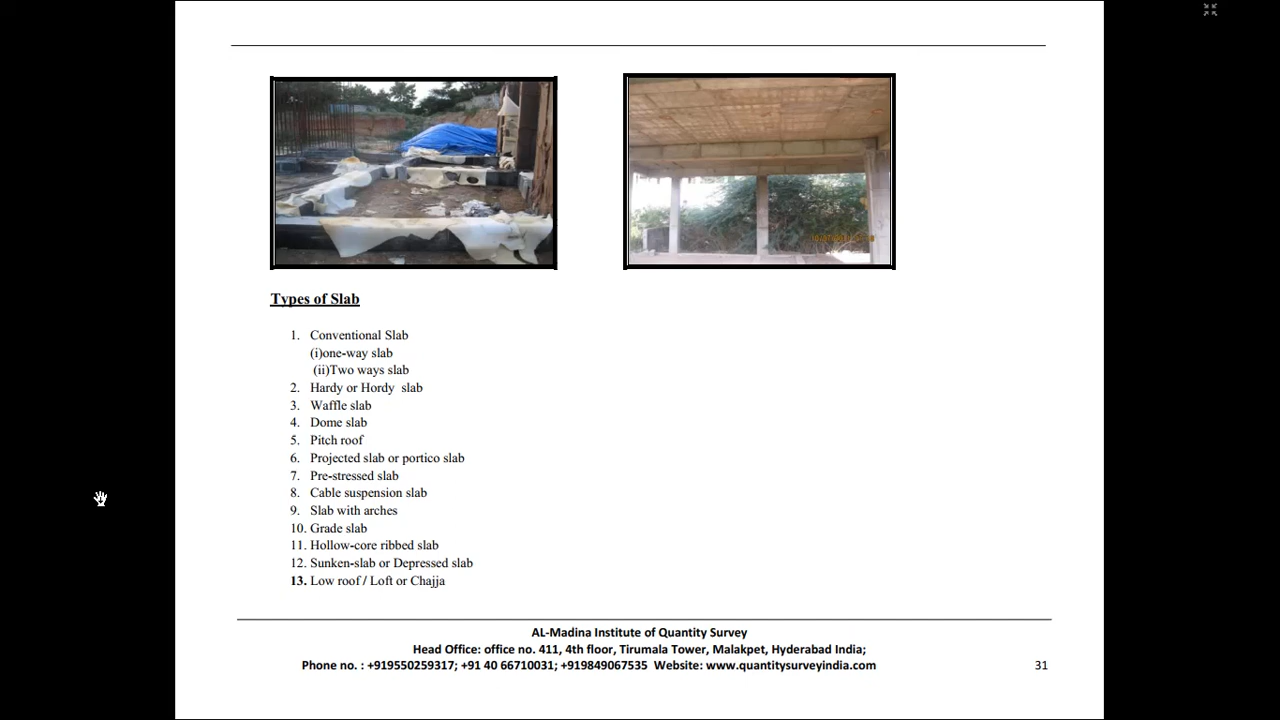 Types of Slab
1. Conventional Slab
(i)one-way slab
(ii)Two ways slab
2. Hardy or Hordy slab
3. Waffle slab
4. Dome slab
5. Pitch roof
6. Projected slab or portico slab
7. Pre-stressed slab
8. Cable suspension slab
9. Slab with arches
10. Grade slab
11. Hollow-core ribbed slab
12. Sunken-slab or Depressed slab
13. Low roof / Loft or Chajja
AL-Madina Institute of Quantity Survey
Head Office: office no. 411, 4th floor, Tirumala Tower, Malakpet, Hyderabad India;
Phone no. : +919550259317; +91 40 66710031; +919849067535 Website: www.quantitysurveyindia.com
31